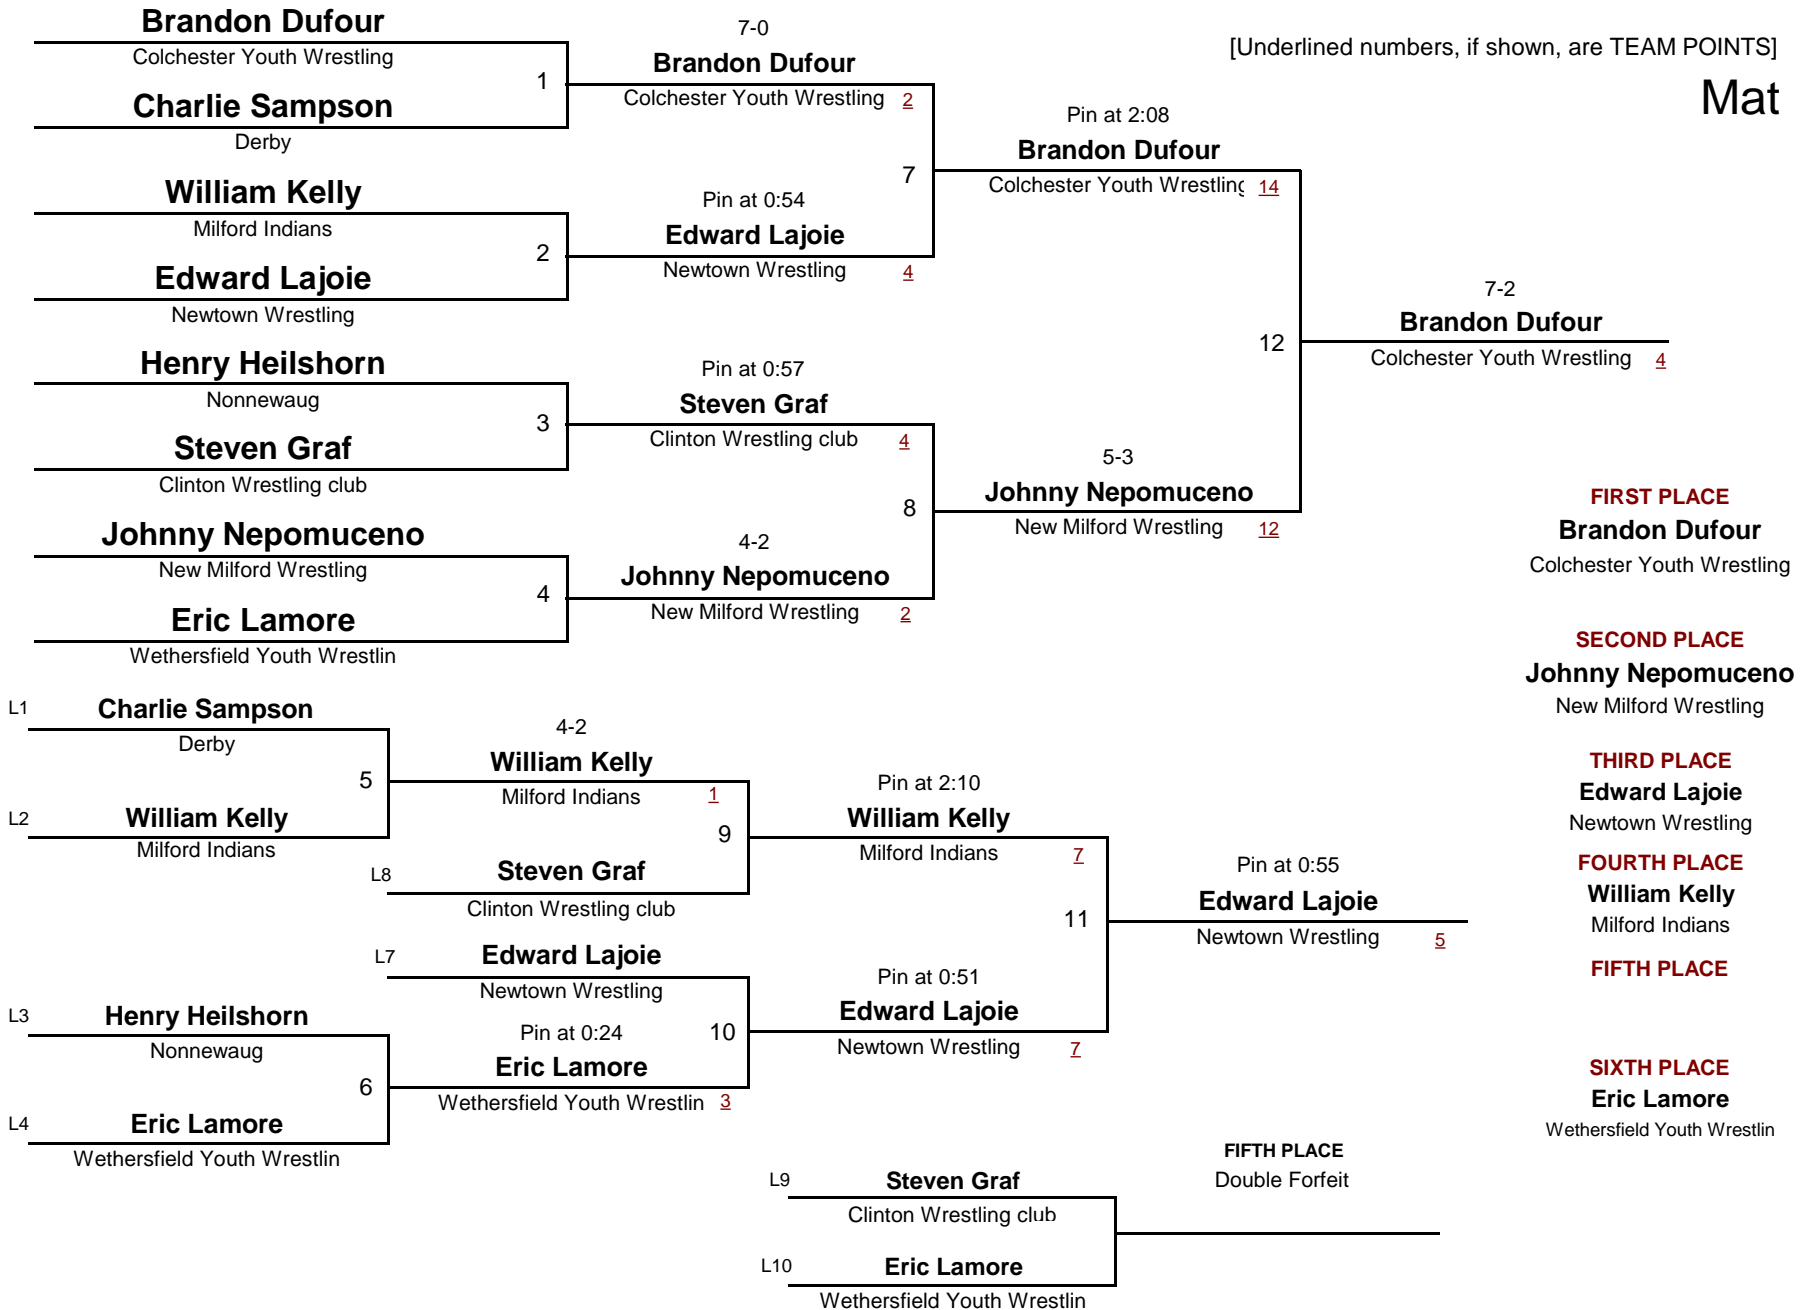 [Underlined numbers, if shown, are TEAM POINTS]
Mat
Brandon Dufour
Colchester Youth Wrestling
1
Charlie Sampson
Derby
7-0
Brandon Dufour
Colchester Youth Wrestling 2
William Kelly
Milford Indians
2
Edward Lajoie
Newtown Wrestling
Pin at 0:54
Edward Lajoie
Newtown Wrestling 4
7
Pin at 2:08
Brandon Dufour
Colchester Youth Wrestling 14
Henry Heilshorn
Nonnewaug
3
Steven Graf
Clinton Wrestling club
Pin at 0:57
Steven Graf
Clinton Wrestling club 4
Johnny Nepomuceno
New Milford Wrestling
4
Eric Lamore
Wethersfield Youth Wrestlin
4-2
Johnny Nepomuceno
New Milford Wrestling 2
8
5-3
Johnny Nepomuceno
New Milford Wrestling 12
12
7-2
Brandon Dufour
Colchester Youth Wrestling 4
L1 Charlie Sampson
Derby
5
L2 William Kelly
Milford Indians
4-2
William Kelly
Milford Indians 1
9
L8 Steven Graf
Clinton Wrestling club
Pin at 2:10
William Kelly
Milford Indians 7
L7 Edward Lajoie
Newtown Wrestling
10
L3 Henry Heilshorn
Nonnewaug
6
L4 Eric Lamore
Wethersfield Youth Wrestlin
Pin at 0:24
Eric Lamore
Wethersfield Youth Wrestlin 3
Pin at 0:51
Edward Lajoie
Newtown Wrestling 7
11
Pin at 0:55
Edward Lajoie
Newtown Wrestling 5
L9 Steven Graf
Clinton Wrestling club
L10 Eric Lamore
Wethersfield Youth Wrestlin
FIFTH PLACE
Double Forfeit
FIRST PLACE
Brandon Dufour
Colchester Youth Wrestling
SECOND PLACE
Johnny Nepomuceno
New Milford Wrestling
THIRD PLACE
Edward Lajoie
Newtown Wrestling
FOURTH PLACE
William Kelly
Milford Indians
FIFTH PLACE
SIXTH PLACE
Eric Lamore
Wethersfield Youth Wrestlin